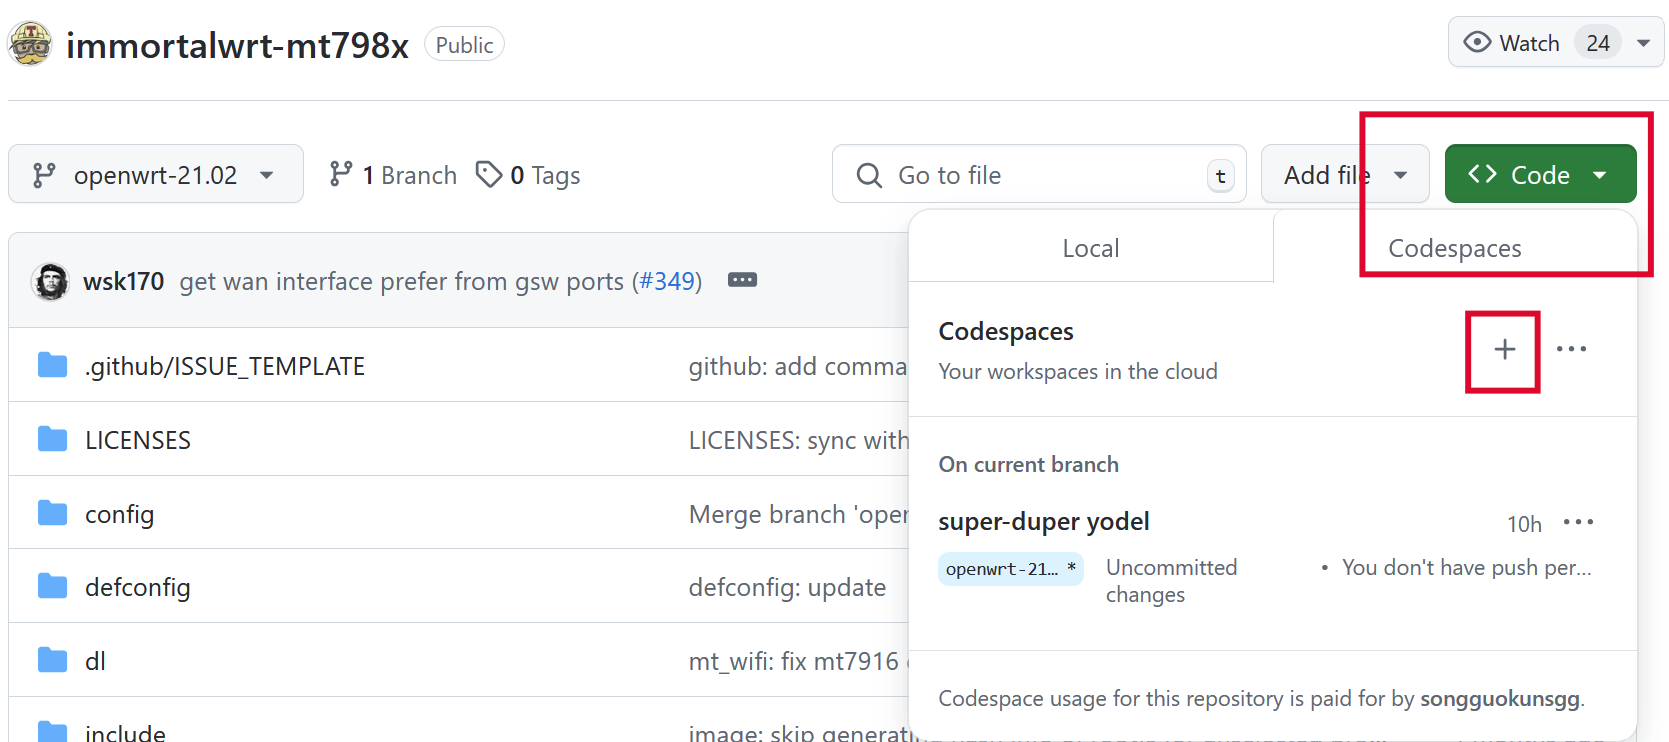 immortalwrt-mt798x Public
Watch 24
openwrt-21.02 1 Branch 0 Tags
Go to file t
Add file
Code
Local Codespaces
wsk170 get wan interface prefer from gsw ports (#349)
.github/ISSUE_TEMPLATE github: add comma
LICENSES LICENSES: sync with
config Merge branch 'oper
defconfig defconfig: update
dl mt_wifi: fix mt7916
include image: skip generati
Codespaces
Your workspaces in the cloud
On current branch
super-duper yodel 10h
openwrt-21… * Uncommitted changes • You don't have push per...
Codespace usage for this repository is paid for by songguokunsgg.